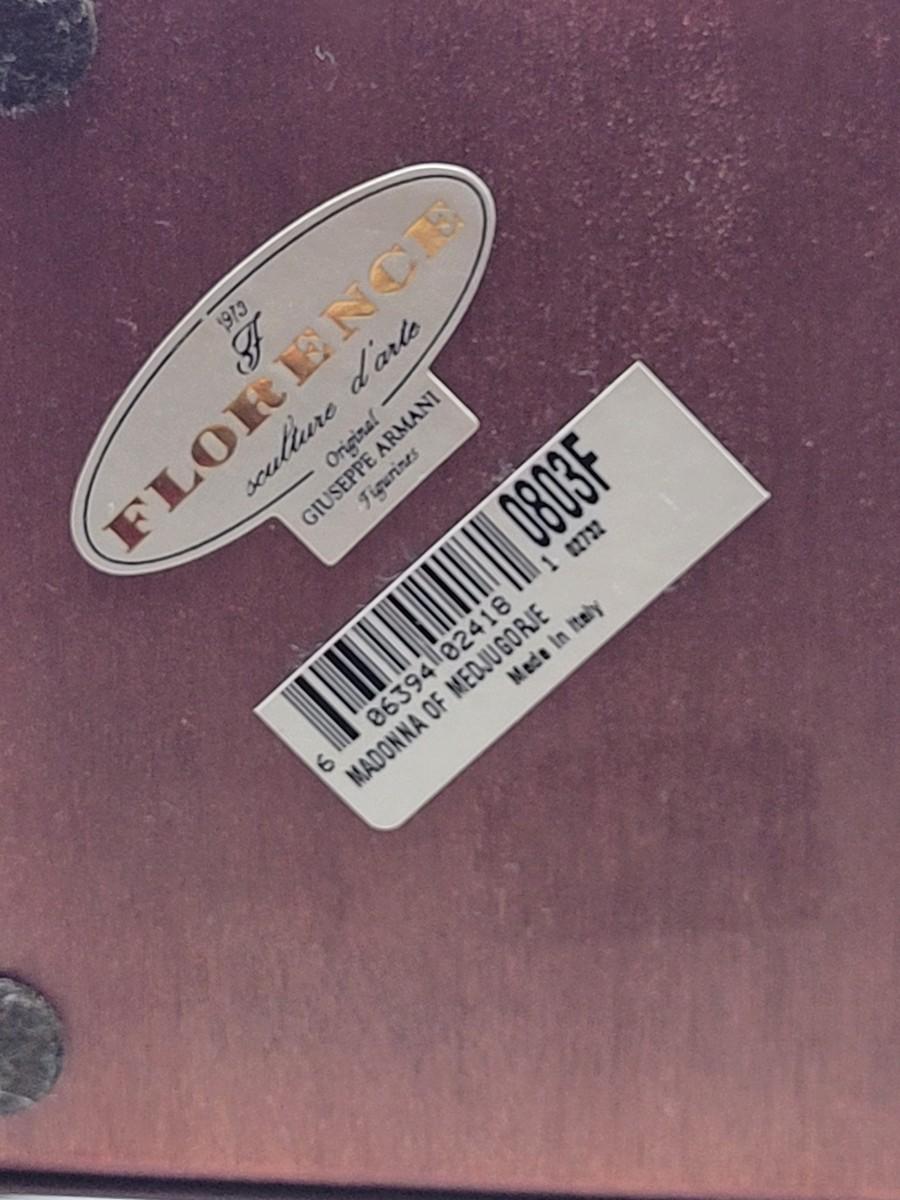 1973
FLORENCE
sculture d'arte
Original
GIUSEPPE ARMANI
Figurines
0803F
6 06394 02418 1 02732
MADONNA OF MEDJUGORJE
Made In Italy